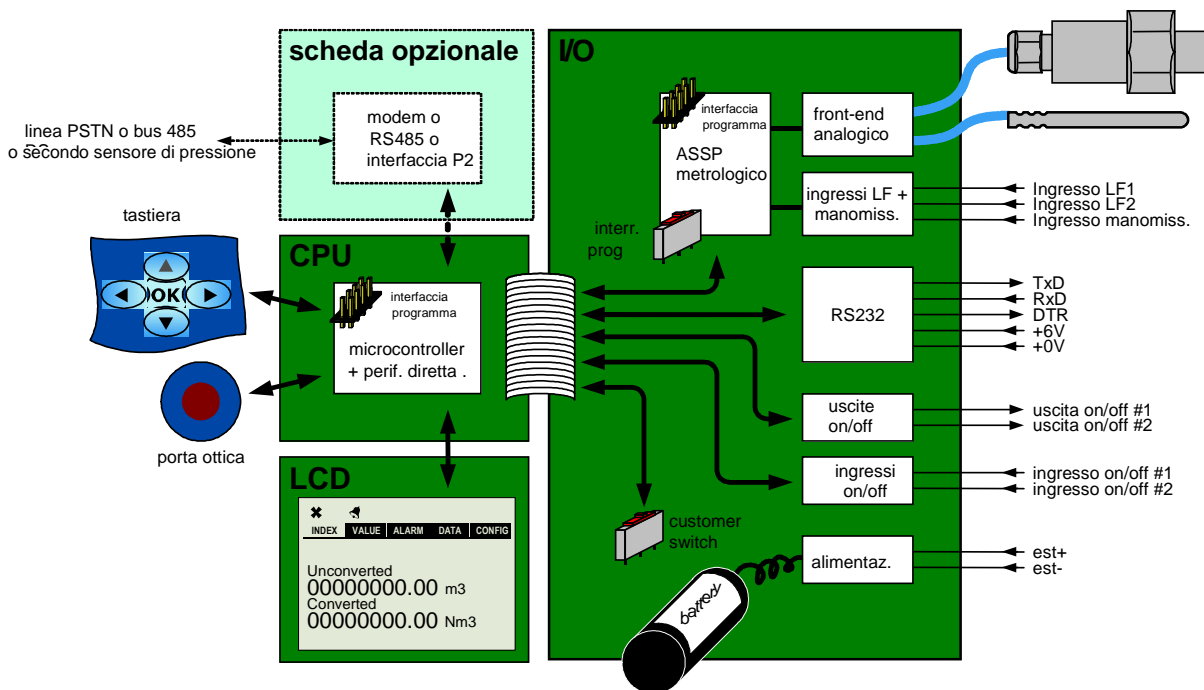 scheda opzionale
modem o
RS485 o
interfaccia P2
linea PSTN o bus 485
o secondo sensore di pressione
tastiera
OK
porta ottica
CPU
interfaccia
programma
microcontroller
+ perif. diretta .
LCD
INDEX VALUE ALARM DATA CONFIG
Unconverted
00000000.00 m3
Converted
00000000.00 Nm3
I/O
interfaccia
programma
ASSP
metrologico
interr.
prog
front-end
analogico
ingressi LF +
manomiss.
Ingresso LF1
Ingresso LF2
Ingresso manomiss.
RS232
TxD
RxD
DTR
+6V
+0V
uscite
on/off
uscita on/off #1
uscita on/off #2
ingressi
on/off
ingresso on/off #1
ingresso on/off #2
customer
switch
alimentaz.
est+
est-
battery